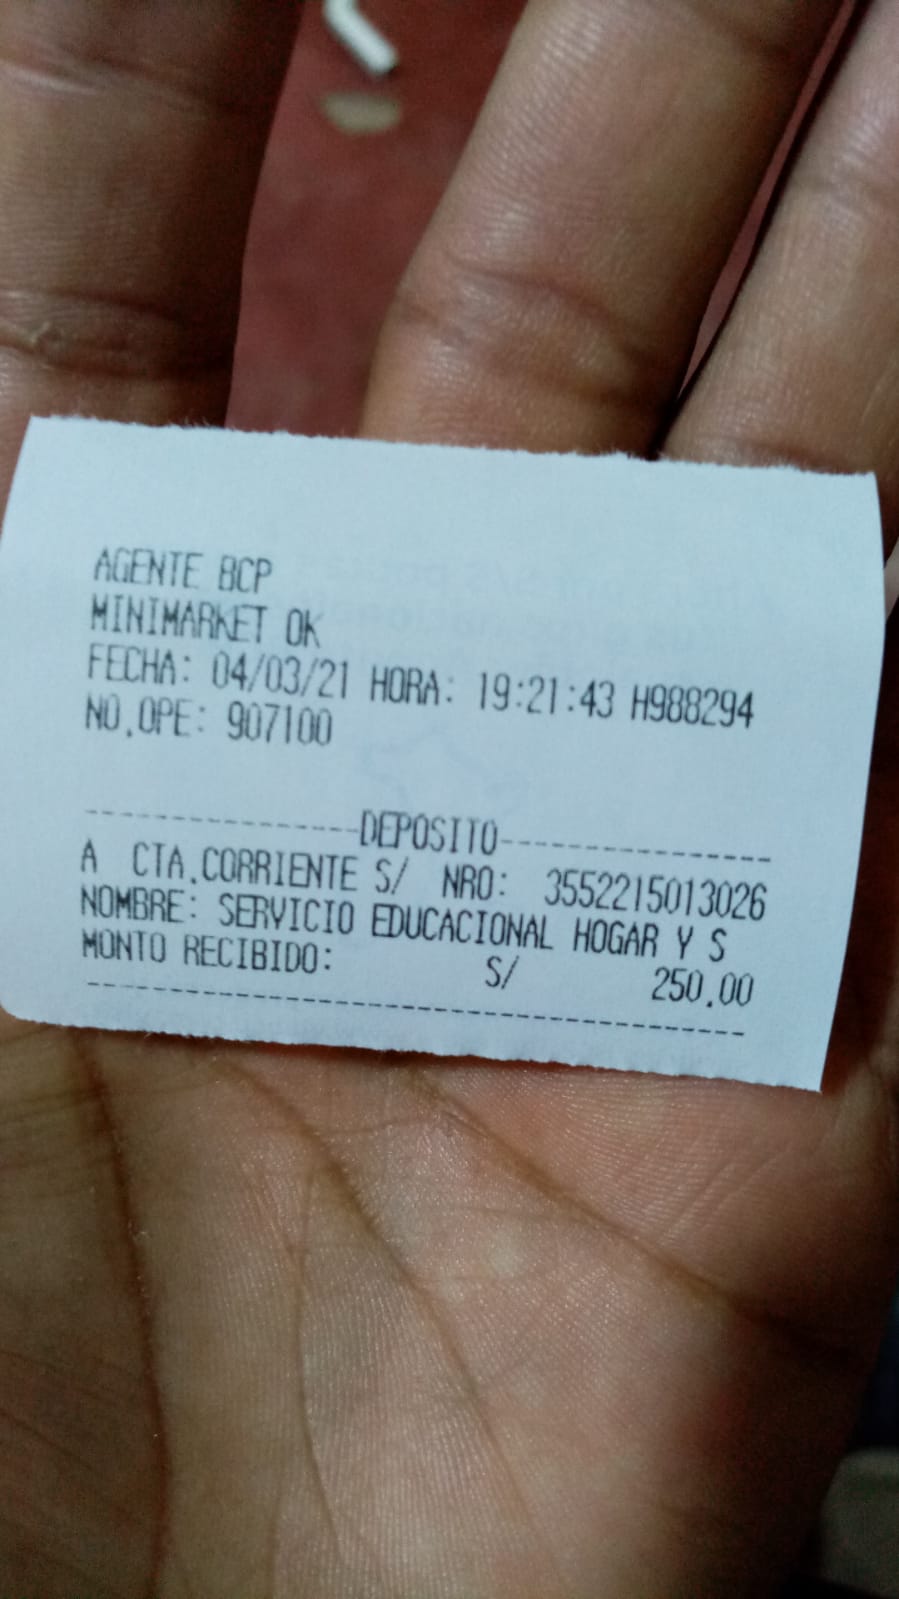 AGENTE BCP
MINIMARKET OK
FECHA: 04/03/21 HORA: 19:21:43 H988294
NO.OPE: 907100
----------------DEPOSITO----------------
A CTA.CORRIENTE S/ NRO: 3552215013026
NOMBRE: SERVICIO EDUCACIONAL HOGAR Y S
MONTO RECIBIDO: S/ 250.00
----------------------------------------